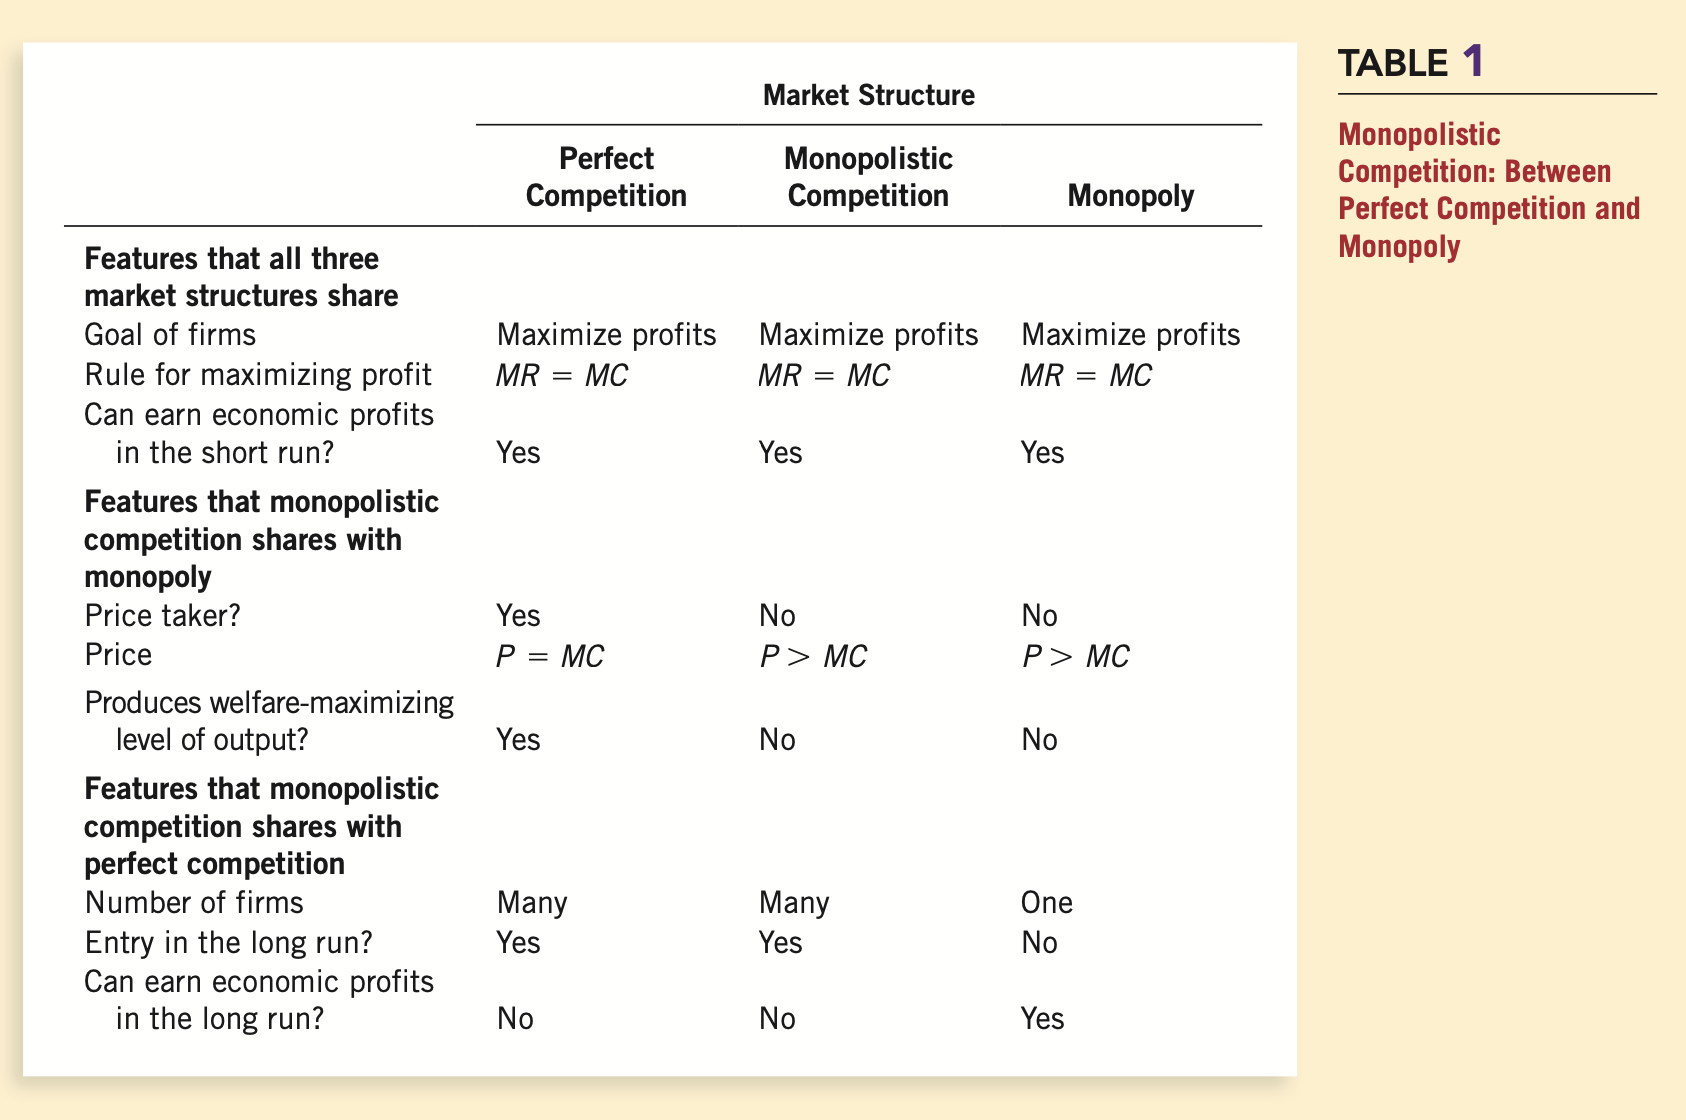 Market Structure
Perfect Competition Monopolistic Competition Monopoly
Features that all three
market structures share
Goal of firms Maximize profits Maximize profits Maximize profits
Rule for maximizing profit MR = MC MR = MC MR = MC
Can earn economic profits
in the short run? Yes Yes Yes
Features that monopolistic
competition shares with
monopoly
Price taker? Yes No No
Price P = MC P > MC P > MC
Produces welfare-maximizing
level of output? Yes No No
Features that monopolistic
competition shares with
perfect competition
Number of firms Many Many One
Entry in the long run? Yes Yes No
Can earn economic profits
in the long run? No No Yes
TABLE 1
Monopolistic
Competition: Between
Perfect Competition and
Monopoly